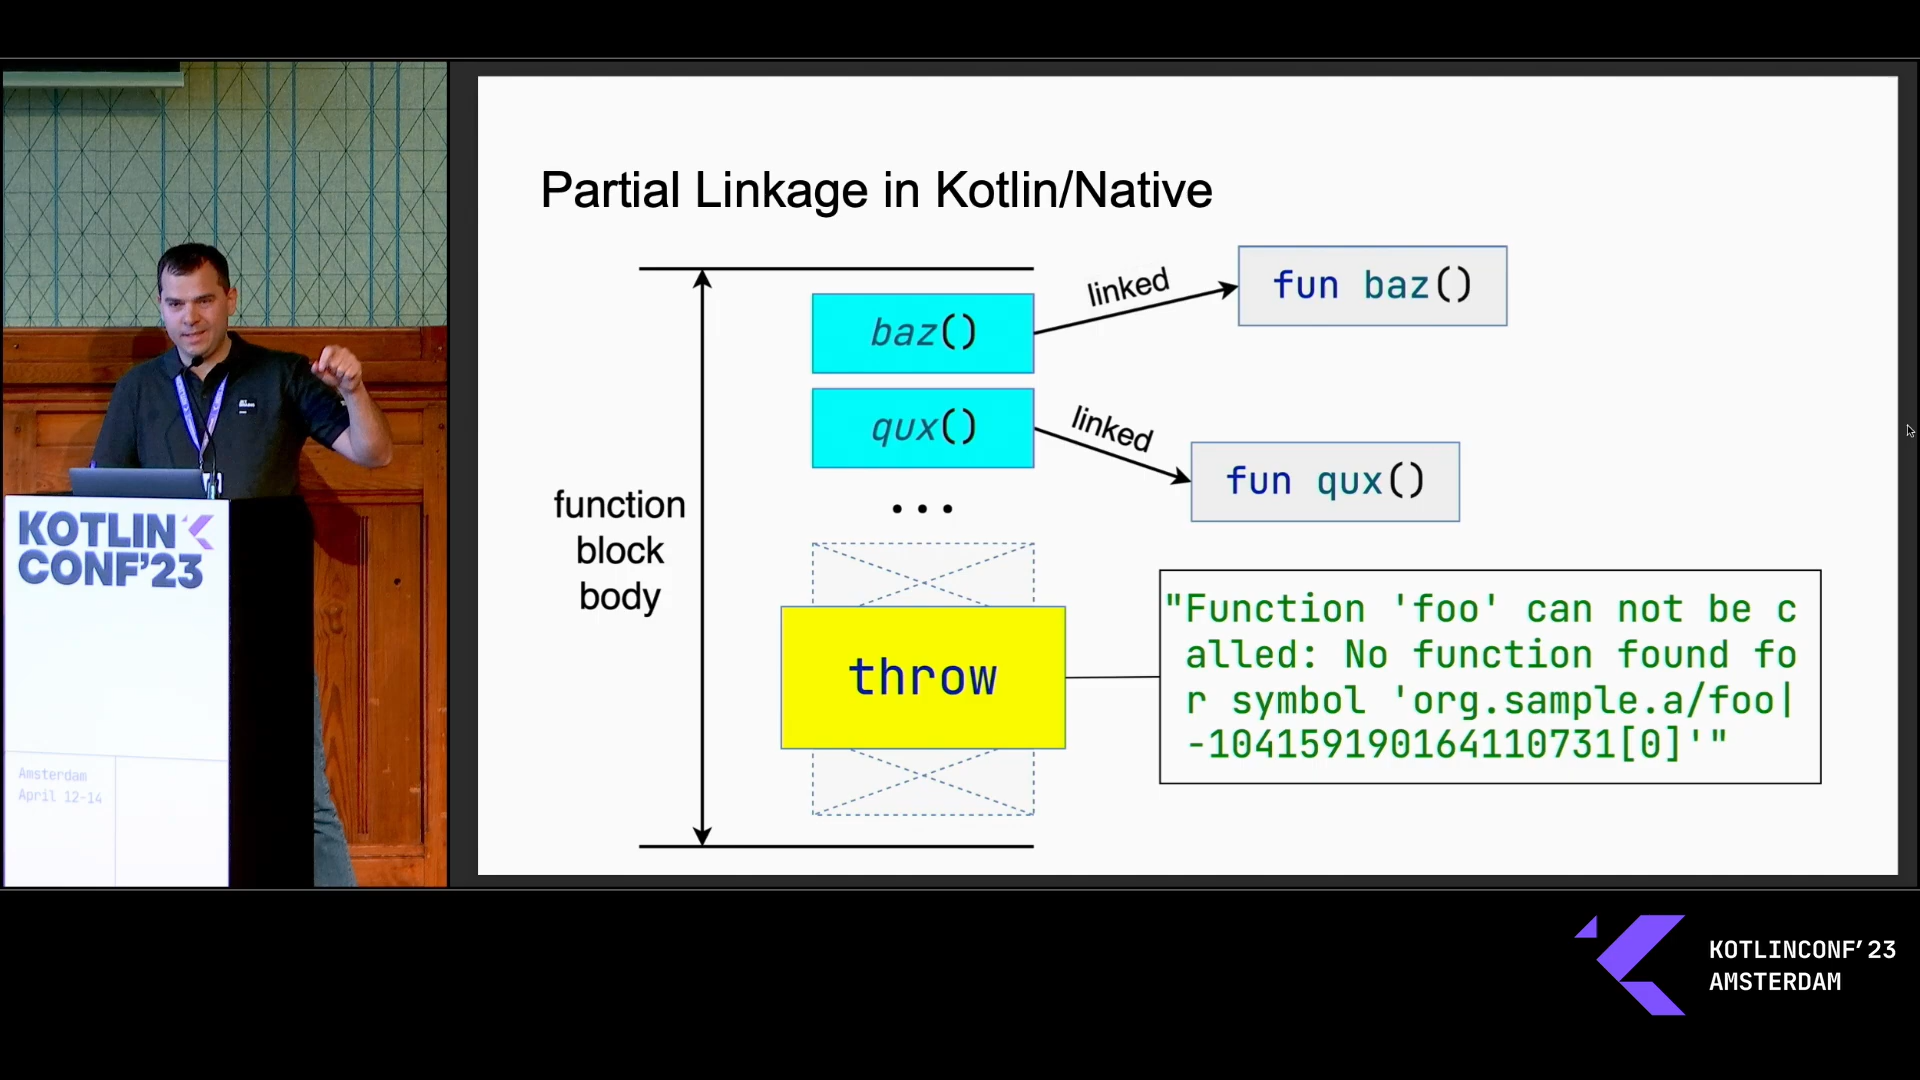 Partial Linkage in Kotlin/Native
linked
fun baz()
baz()
qux()
linked
fun qux()
...
function
block
body
throw
"Function 'foo' can not be c
alled: No function found fo
r symbol 'org.sample.a/foo|
-104159190164110731[0]'"
KOTLIN
CONF'23
Amsterdam
April 12-14
KOTLINCONF'23
AMSTERDAM